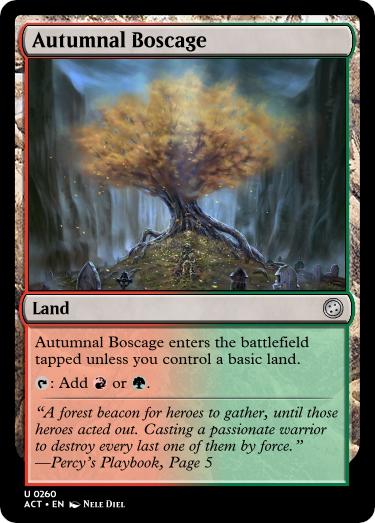 Autumnal Boscage
Land
Autumnal Boscage enters the battlefield
tapped unless you control a basic land.
: Add or .
“A forest beacon for heroes to gather, until those
heroes acted out. Casting a passionate warrior
to destroy every last one of them by force.”
—Percy’s Playbook, Page 5
U 0260
ACT • EN NELE DIEL